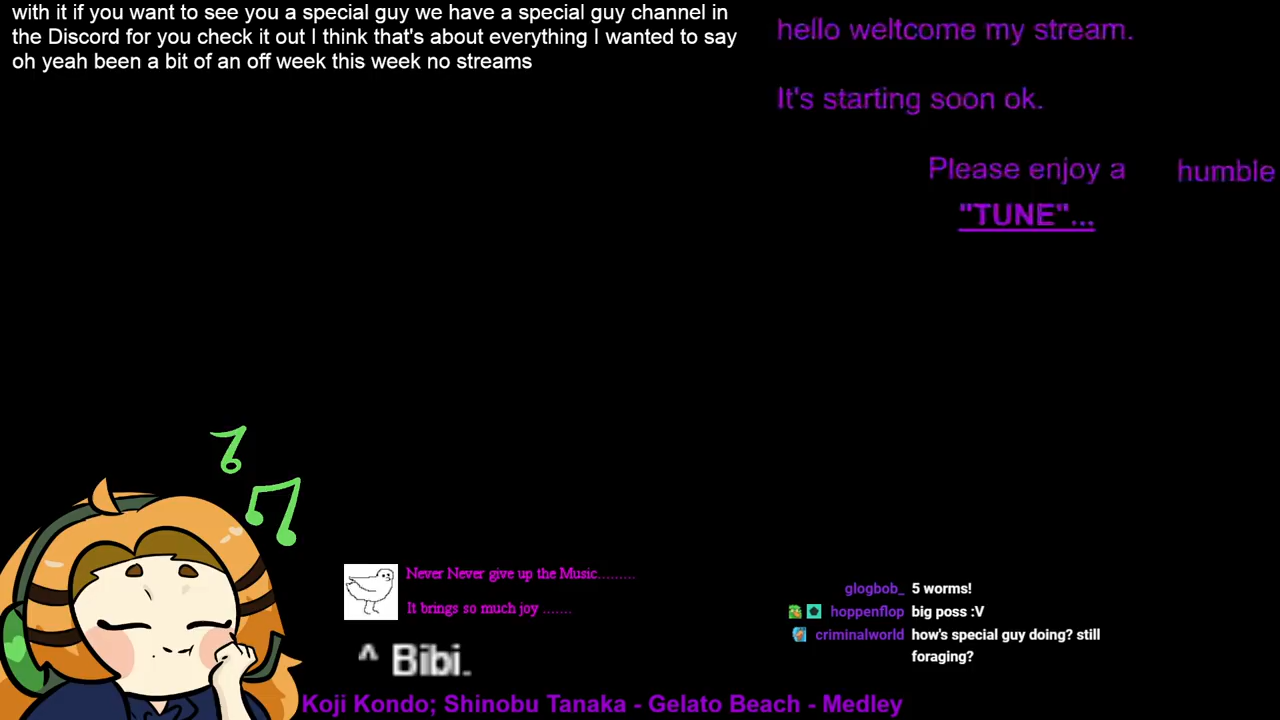 with it if you want to see you a special guy we have a special guy channel in
the Discord for you check it out I think that's about everything I wanted to say
oh yeah been a bit of an off week this week no streams
hello weltcome my stream.
It's starting soon ok.
Please enjoy a humble
"TUNE"...
Never Never give up the Music.........
It brings so much joy .......
^ Bibi.
glogbob_ 5 worms!
hoppenflop big poss :V
criminalworld how's special guy doing? still
foraging?
Koji Kondo; Shinobu Tanaka - Gelato Beach - Medley